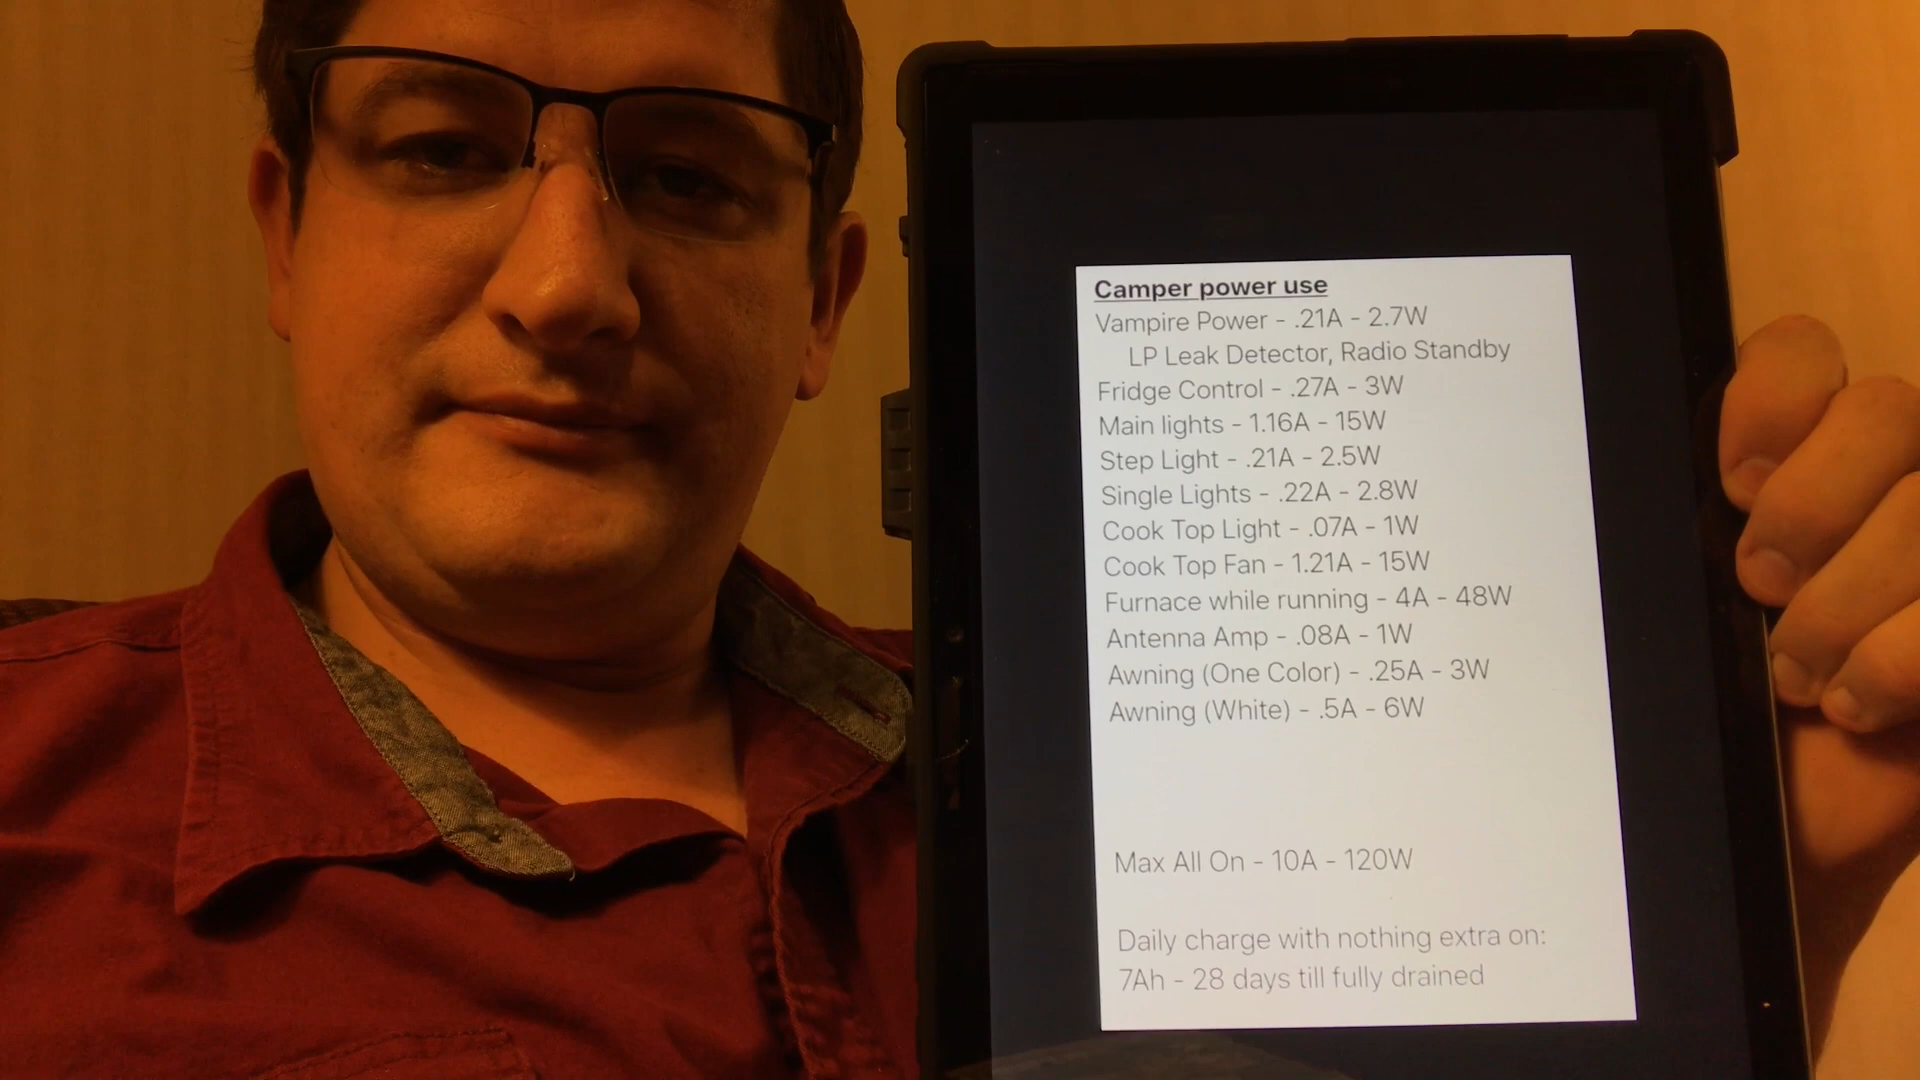 Camper power use
Vampire Power - .21A - 2.7W
LP Leak Detector, Radio Standby
Fridge Control - .27A - 3W
Main lights - 1.16A - 15W
Step Light - .21A - 2.5W
Single Lights - .22A - 2.8W
Cook Top Light - .07A - 1W
Cook Top Fan - 1.21A - 15W
Furnace while running - 4A - 48W
Antenna Amp - .08A - 1W
Awning (One Color) - .25A - 3W
Awning (White) - .5A - 6W
Max All On - 10A - 120W
Daily charge with nothing extra on:
7Ah - 28 days till fully drained